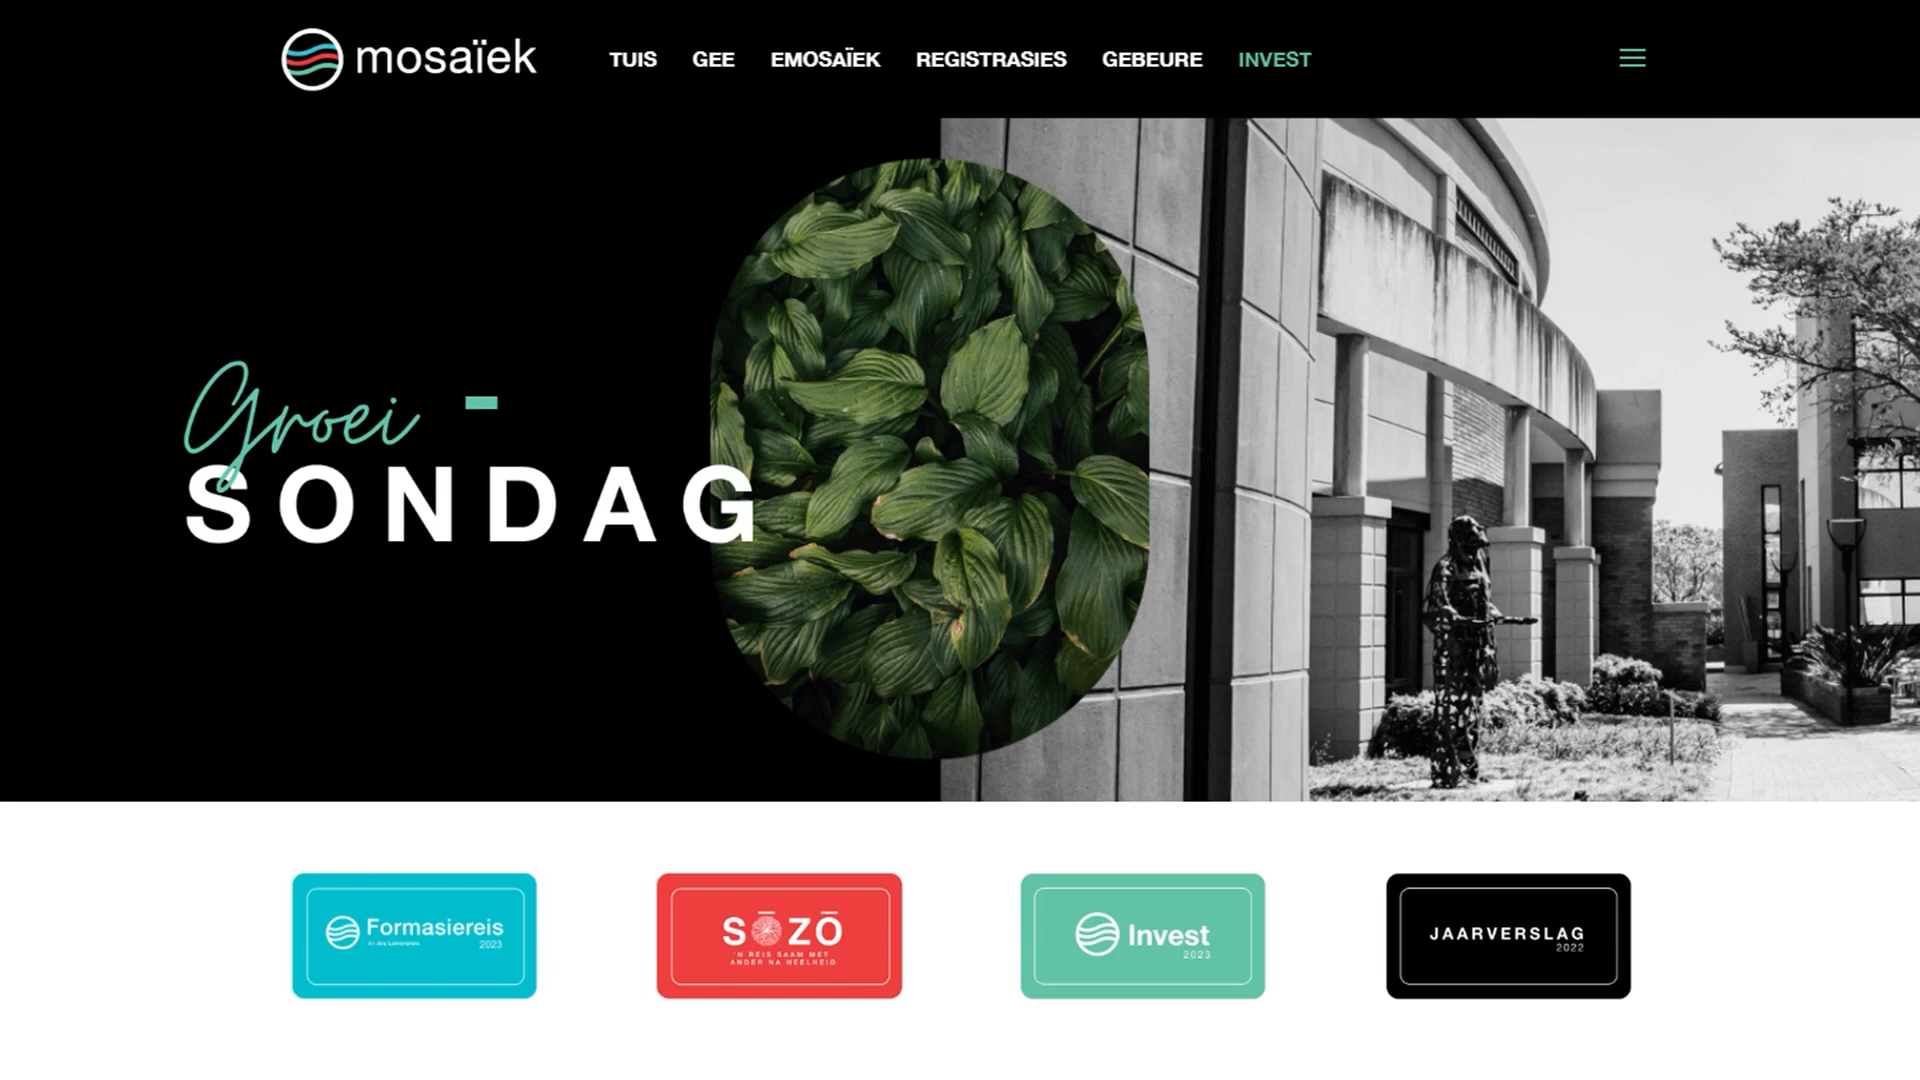 mosaïek
TUIS GEE EMOSAÏEK REGISTRASIES GEBEURE INVEST
Groei -
SONDAG
Formasiereis
2023
SŌZŌ
'N REIS SAAM MET
ANDER NA HEELHEID
Invest
2023
JAARVERSLAG
2022